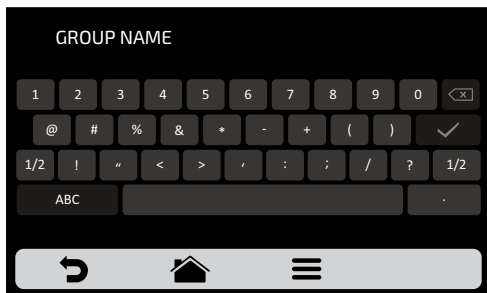 GROUP NAME
1 2 3 4 5 6 7 8 9 0
@ # % & * - + ( )
1/2 ! “ < > ‘ : ; / ? 1/2
ABC .